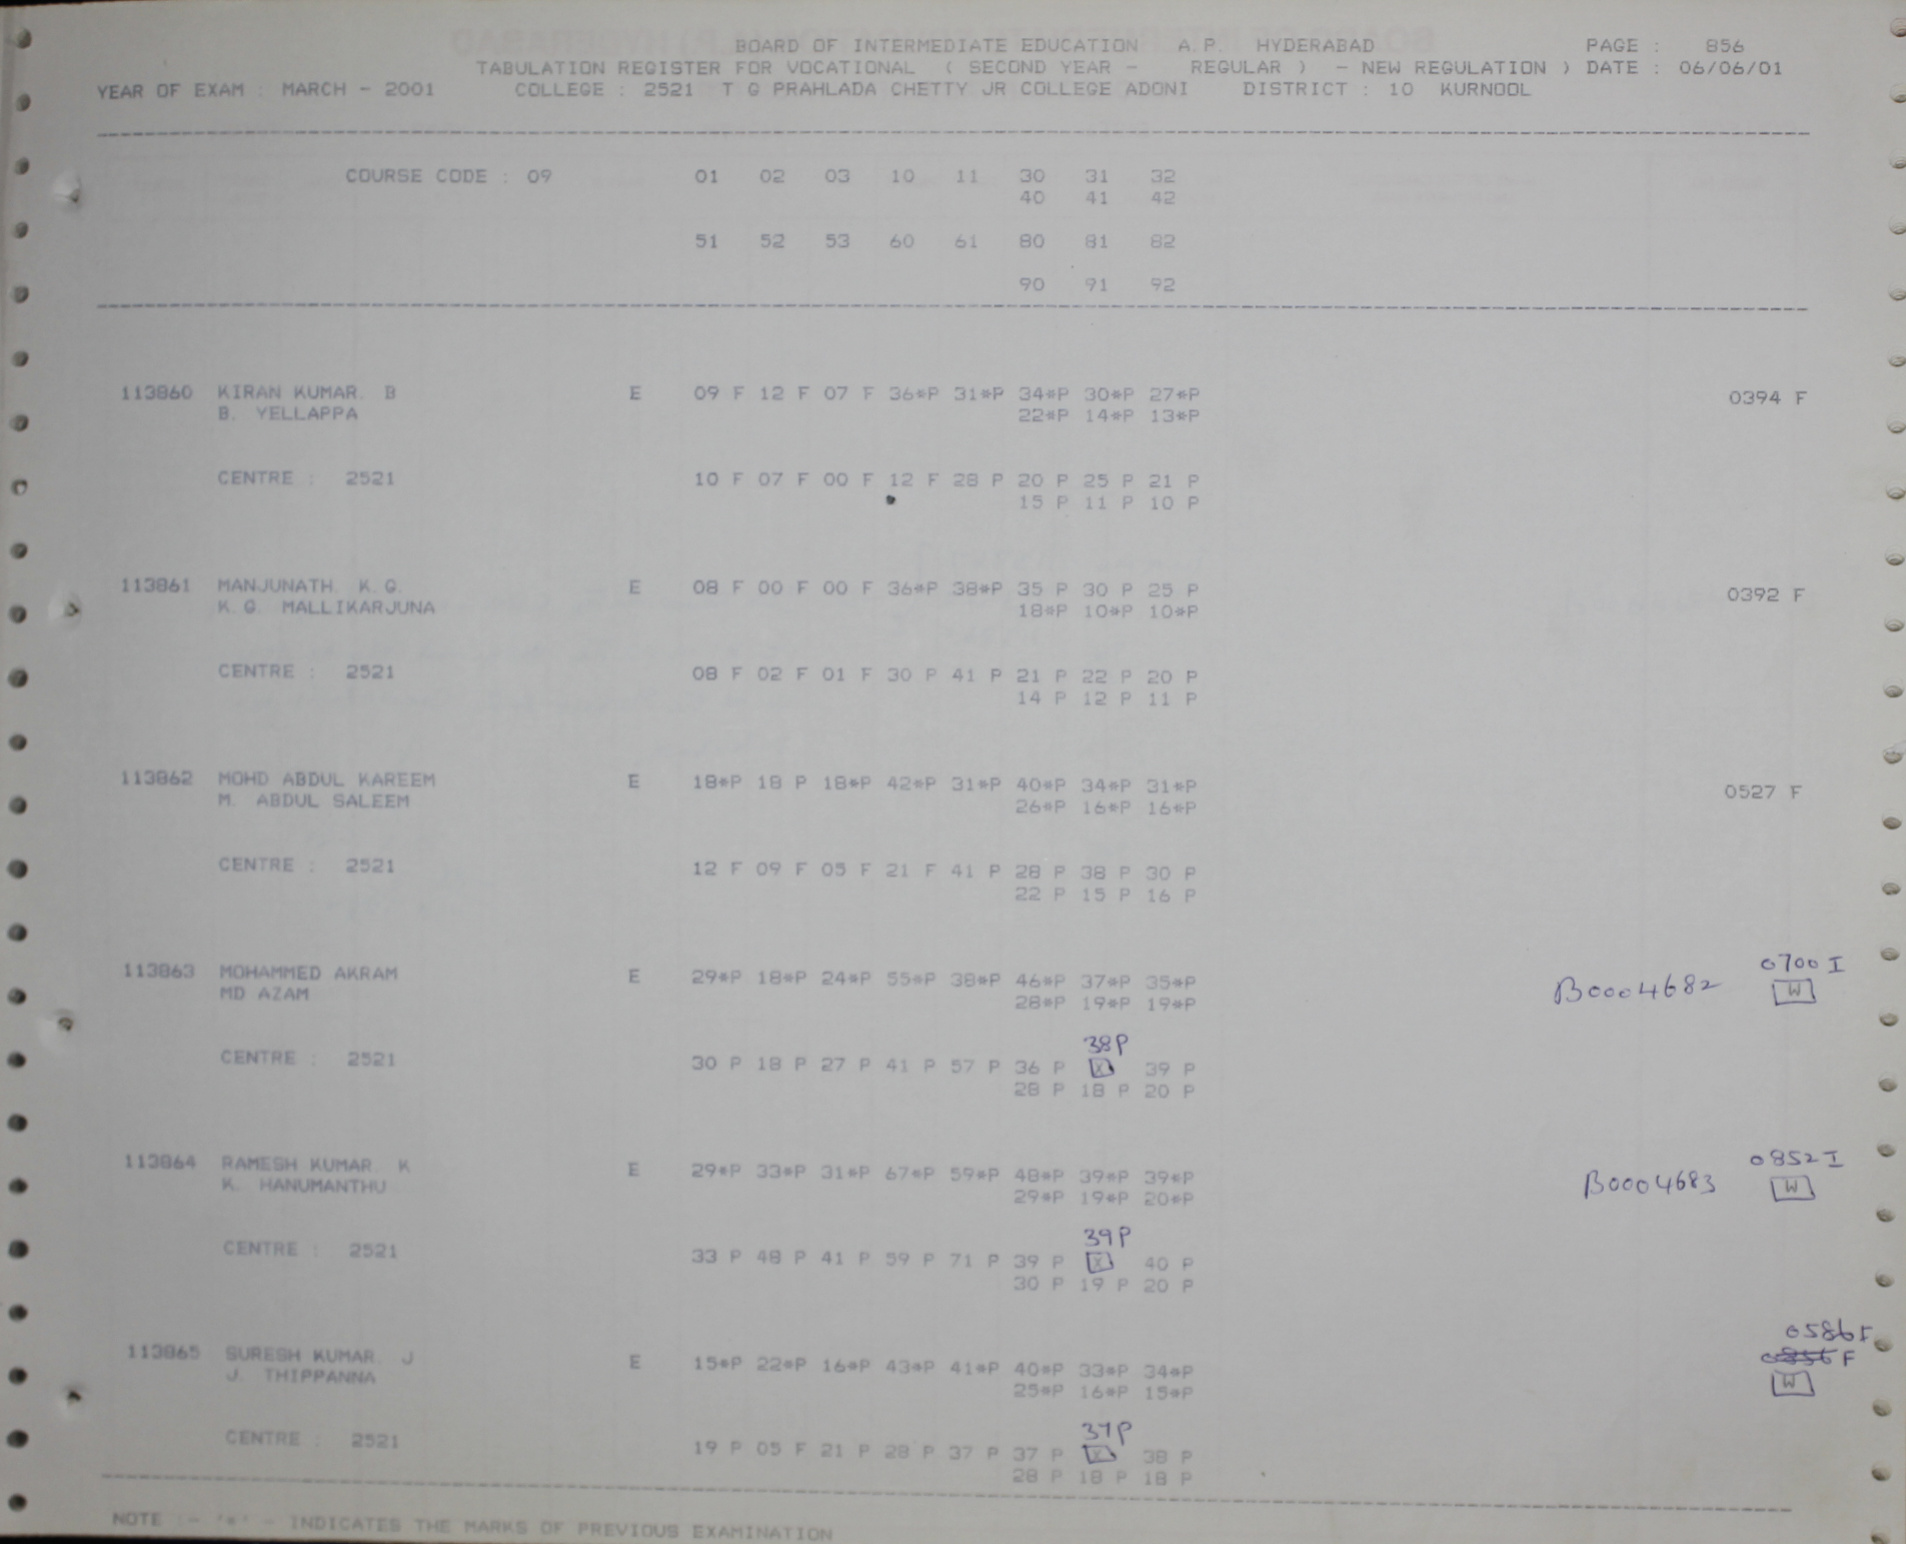 BOARD OF INTERMEDIATE EDUCATION A.P. HYDERABAD PAGE : 856
TABULATION REGISTER FOR VOCATIONAL ( SECOND YEAR - REGULAR ) - NEW REGULATION ) DATE : 06/06/01
YEAR OF EXAM : MARCH - 2001 COLLEGE : 2521 T G PRAHLADA CHETTY JR COLLEGE ADONI DISTRICT : 10 KURNOOL
COURSE CODE : 09 01 02 03 10 11 30 31 32
40 41 42
51 52 53 60 61 80 81 82
90 91 92
113860 KIRAN KUMAR. B E 09 F 12 F 07 F 36*P 31*P 34*P 30*P 27*P 0394 F
B. YELLAPPA 22*P 14*P 13*P
CENTRE : 2521 10 F 07 F 00 F 12 F 28 P 20 P 25 P 21 P
15 P 11 P 10 P
113861 MANJUNATH. K.G. E 08 F 00 F 00 F 36*P 38*P 35 P 30 P 25 P 0392 F
K.G. MALLIKARJUNA 18*P 10*P 10*P
CENTRE : 2521 08 F 02 F 01 F 30 P 41 P 21 P 22 P 20 P
14 P 12 P 11 P
113862 MOHD ABDUL KAREEM E 18*P 18 P 18*P 42*P 31*P 40*P 34*P 31*P 0527 F
M. ABDUL SALEEM 26*P 16*P 16*P
CENTRE : 2521 12 F 09 F 05 F 21 F 41 P 28 P 38 P 30 P
22 P 15 P 16 P
0700 I
113863 MOHAMMED AKRAM E 29*P 18*P 24*P 55*P 38*P 46*P 37*P 35*P B0004682 W
MD AZAM 28*P 19*P 19*P
38P
CENTRE : 2521 30 P 18 P 27 P 41 P 57 P 36 P X 39 P
28 P 18 P 20 P
0852 I
113864 RAMESH KUMAR. K E 29*P 33*P 31*P 67*P 59*P 48*P 39*P 39*P B0004683 W
K. HANUMANTHU 29*P 19*P 20*P
39P
CENTRE : 2521 33 P 48 P 41 P 59 P 71 P 39 P X 40 P
30 P 19 P 20 P
0586 F
113865 SURESH KUMAR. J E 15*P 22*P 16*P 43*P 41*P 40*P 33*P 34*P F
J. THIPPANNA 25*P 16*P 15*P W
37P
CENTRE : 2521 19 P 05 F 21 P 28 P 37 P 37 P X 38 P
28 P 18 P 18 P
NOTE :- '*' - INDICATES THE MARKS OF PREVIOUS EXAMINATION